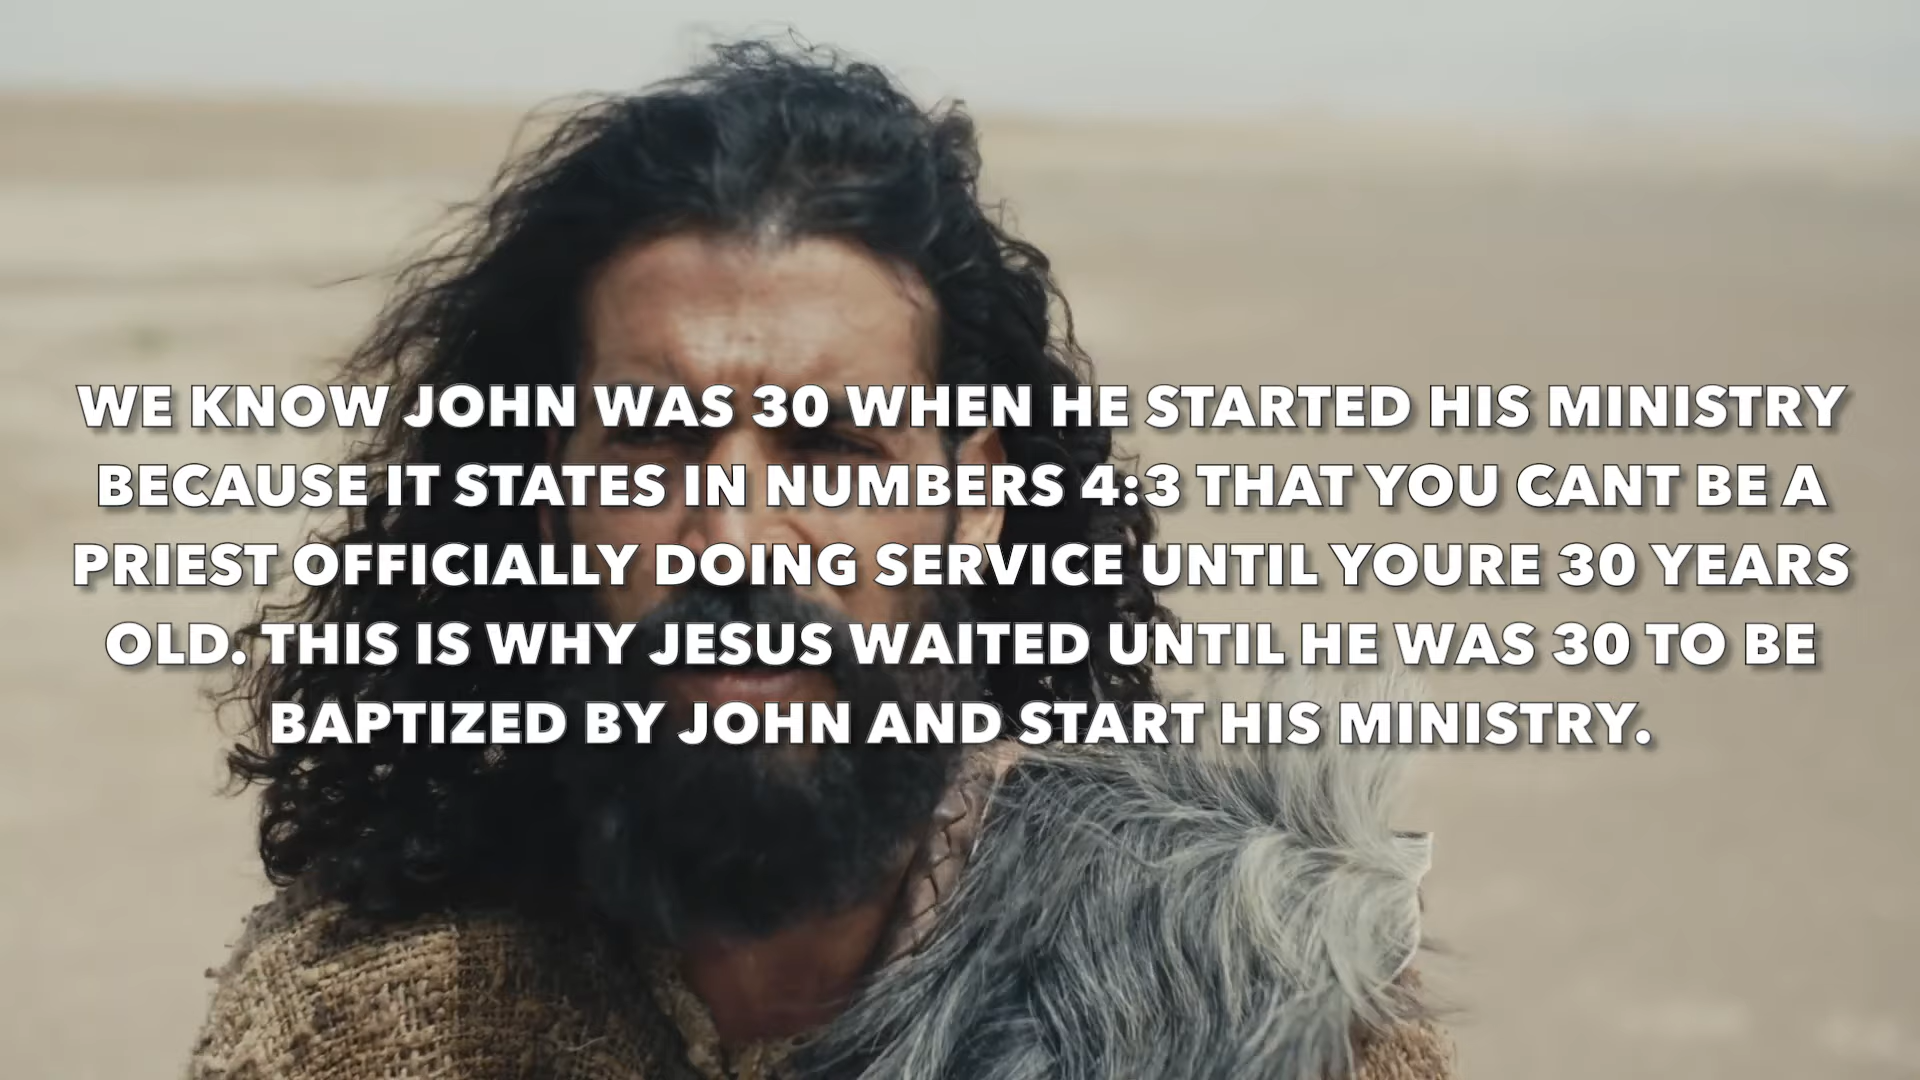 WE KNOW JOHN WAS 30 WHEN HE STARTED HIS MINISTRY
BECAUSE IT STATES IN NUMBERS 4:3 THAT YOU CANT BE A
PRIEST OFFICIALLY DOING SERVICE UNTIL YOURE 30 YEARS
OLD. THIS IS WHY JESUS WAITED UNTIL HE WAS 30 TO BE
BAPTIZED BY JOHN AND START HIS MINISTRY.